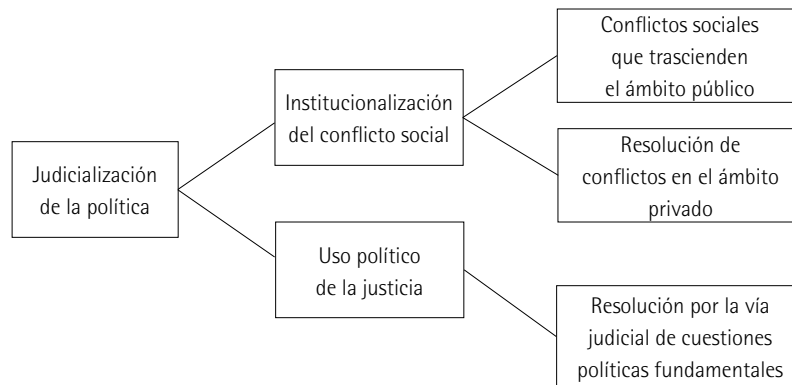 Judicialización
de la política
Institucionalización
del conflicto social
Uso político
de la justicia
Conflictos sociales
que trascienden
el ámbito público
Resolución de
conflictos en el ámbito
privado
Resolución por la vía
judicial de cuestiones
políticas fundamentales